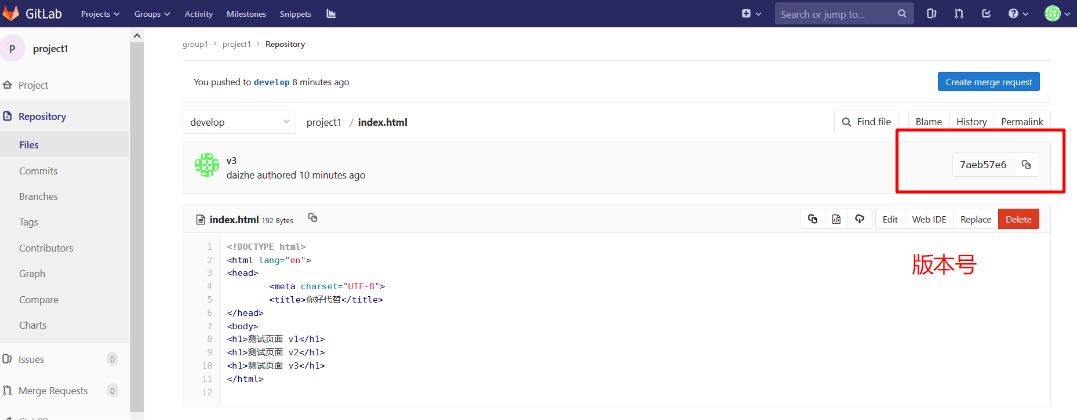 GitLab Projects Groups Activity Milestones Snippets Search or jump to...
P project1
group1 > project1 > Repository
Project
You pushed to develop 8 minutes ago Create merge request
Repository
develop project1 / index.html Find file Blame History Permalink
Files
v3
daizhe authored 10 minutes ago 7aeb57e6
Commits
Branches
Tags
index.html 192 Bytes Edit Web IDE Replace Delete
Contributors
Graph
Compare
Charts
Issues 0
Merge Requests 0
1 <!DOCTYPE html>
2 <html lang="en">
3 <head>
4 <meta charset="UTF-8">
5 <title>你好代哲</title>
6 </head>
7 <body>
8 <h1>测试页面 v1</h1>
9 <h1>测试页面 v2</h1>
10 <h1>测试页面 v3</h1>
11 </html>
12
版本号